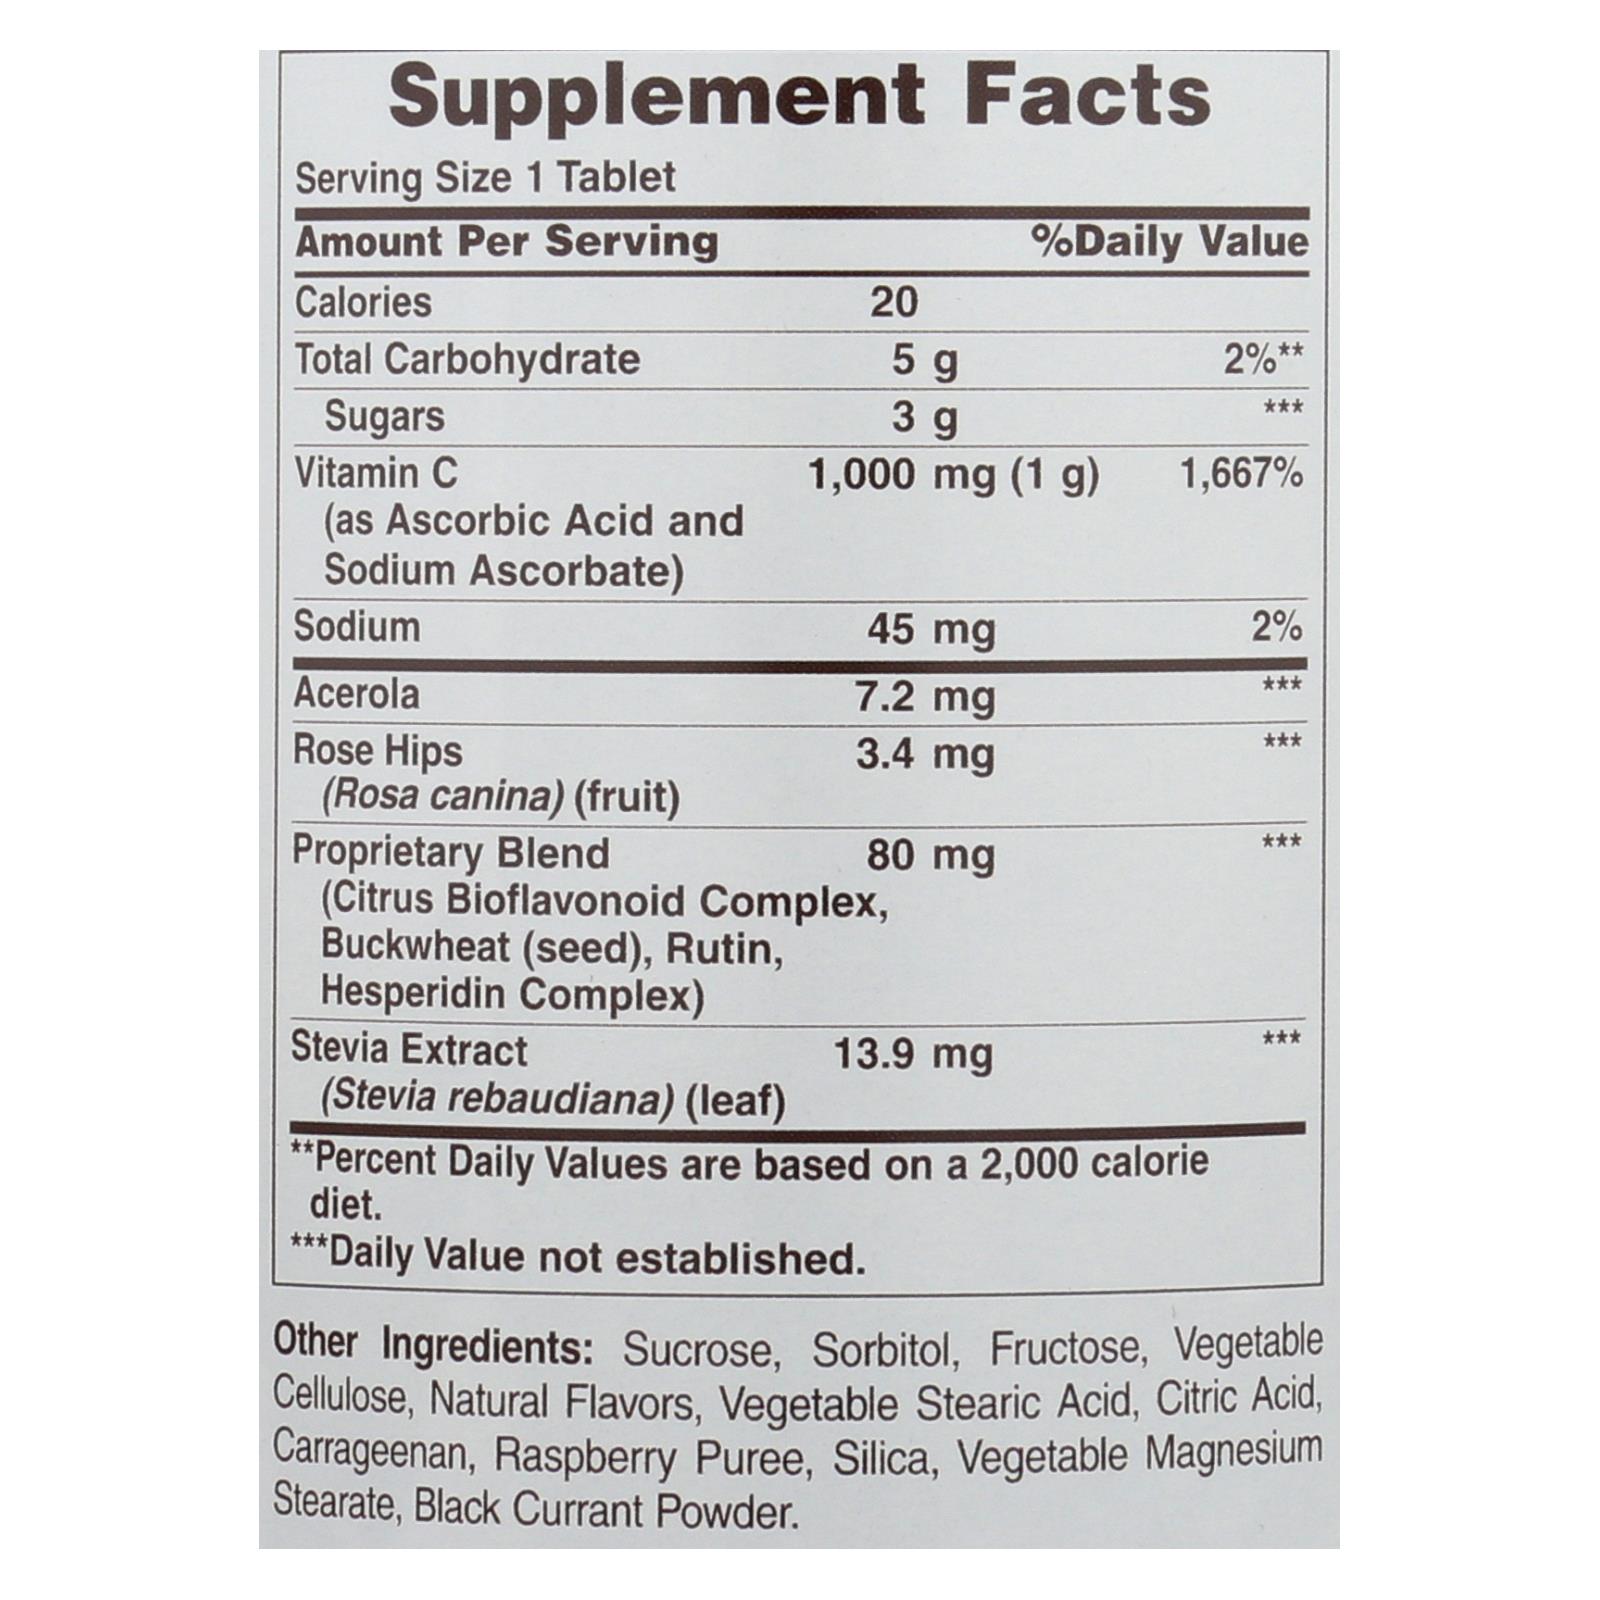 Supplement Facts
Serving Size 1 Tablet
Amount Per Serving %Daily Value
Calories 20
Total Carbohydrate 5 g 2%**
Sugars 3 g ***
Vitamin C 1,000 mg (1 g) 1,667%
(as Ascorbic Acid and
Sodium Ascorbate)
Sodium 45 mg 2%
Acerola 7.2 mg ***
Rose Hips 3.4 mg ***
(Rosa canina) (fruit)
Proprietary Blend 80 mg ***
(Citrus Bioflavonoid Complex,
Buckwheat (seed), Rutin,
Hesperidin Complex)
Stevia Extract 13.9 mg ***
(Stevia rebaudiana) (leaf)
**Percent Daily Values are based on a 2,000 calorie
diet.
***Daily Value not established.
Other Ingredients: Sucrose, Sorbitol, Fructose, Vegetable
Cellulose, Natural Flavors, Vegetable Stearic Acid, Citric Acid,
Carrageenan, Raspberry Puree, Silica, Vegetable Magnesium
Stearate, Black Currant Powder.